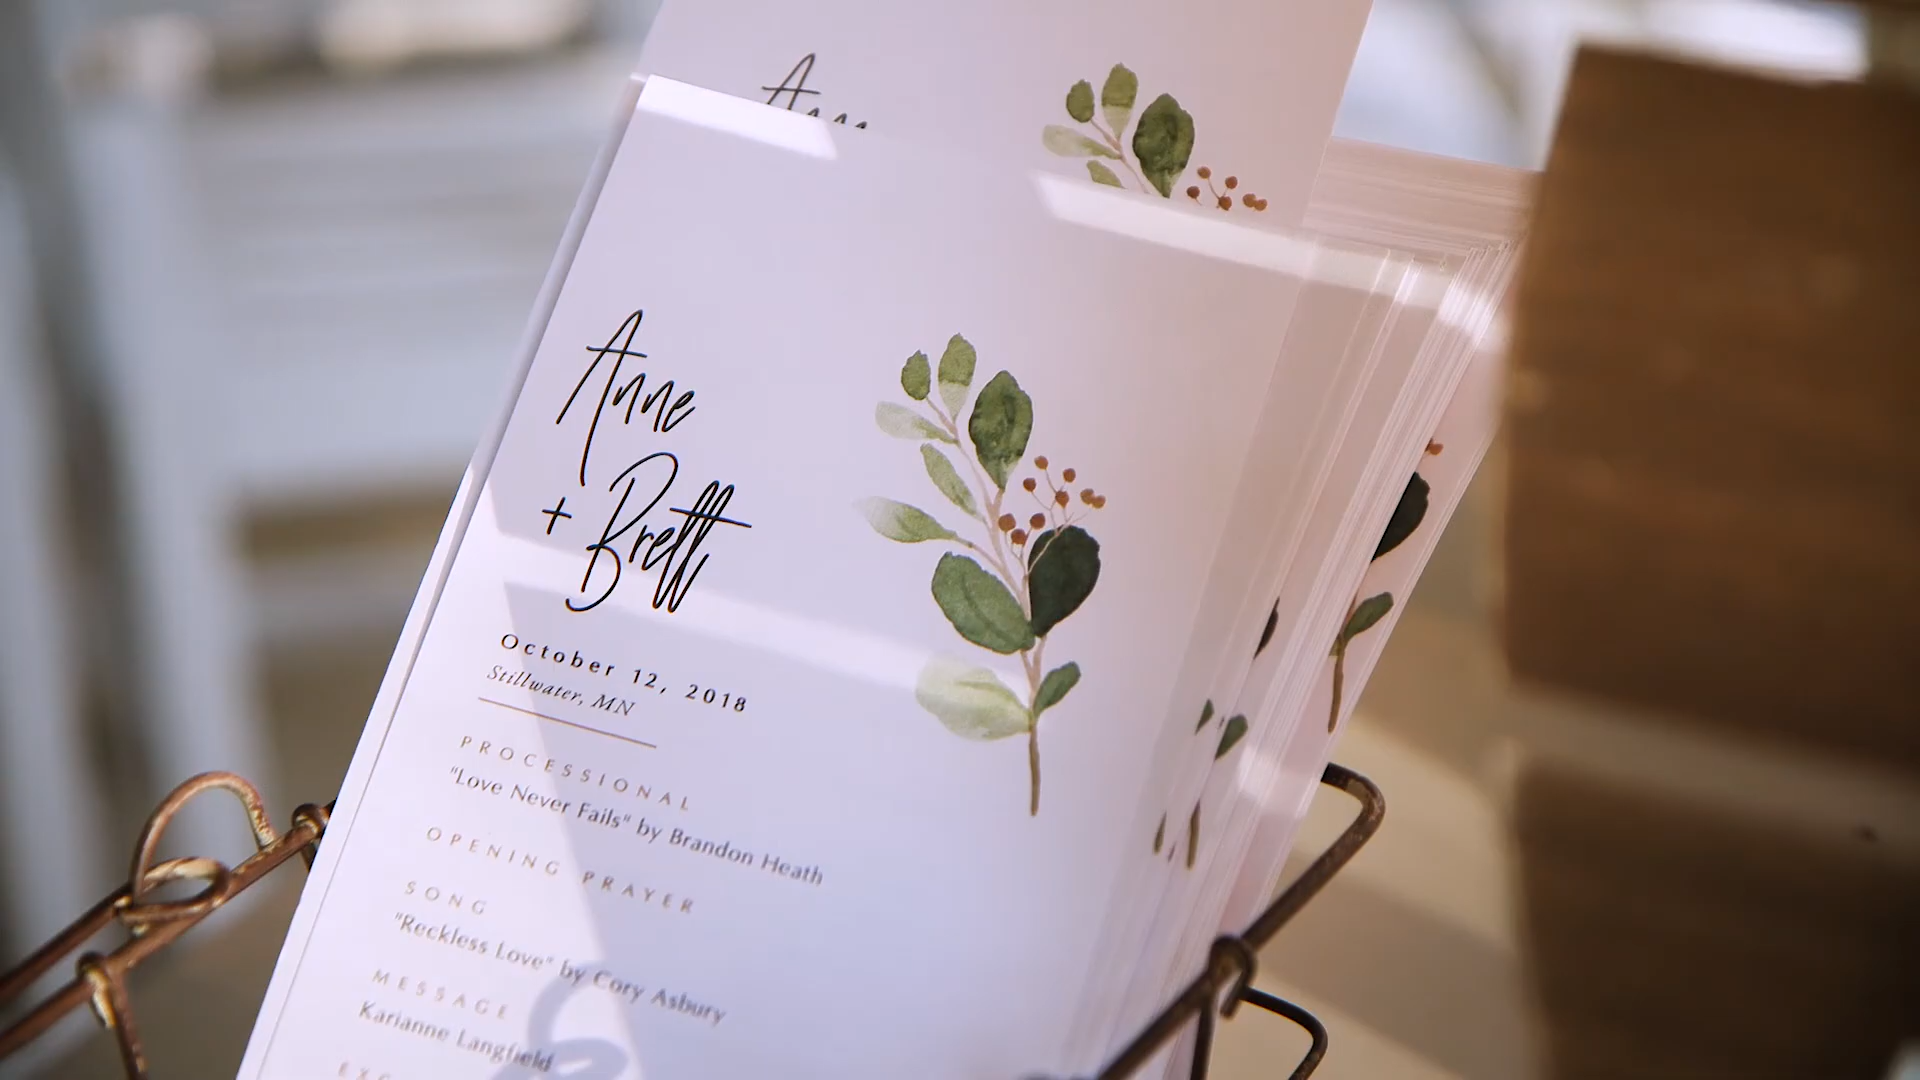 Anne
+ Brett
October 12, 2018
Stillwater, MN
PROCESSIONAL
"Love Never Fails" by Brandon Heath
OPENING PRAYER
SONG
"Reckless Love" by Cory Asbury
MESSAGE
Karianne Langfield